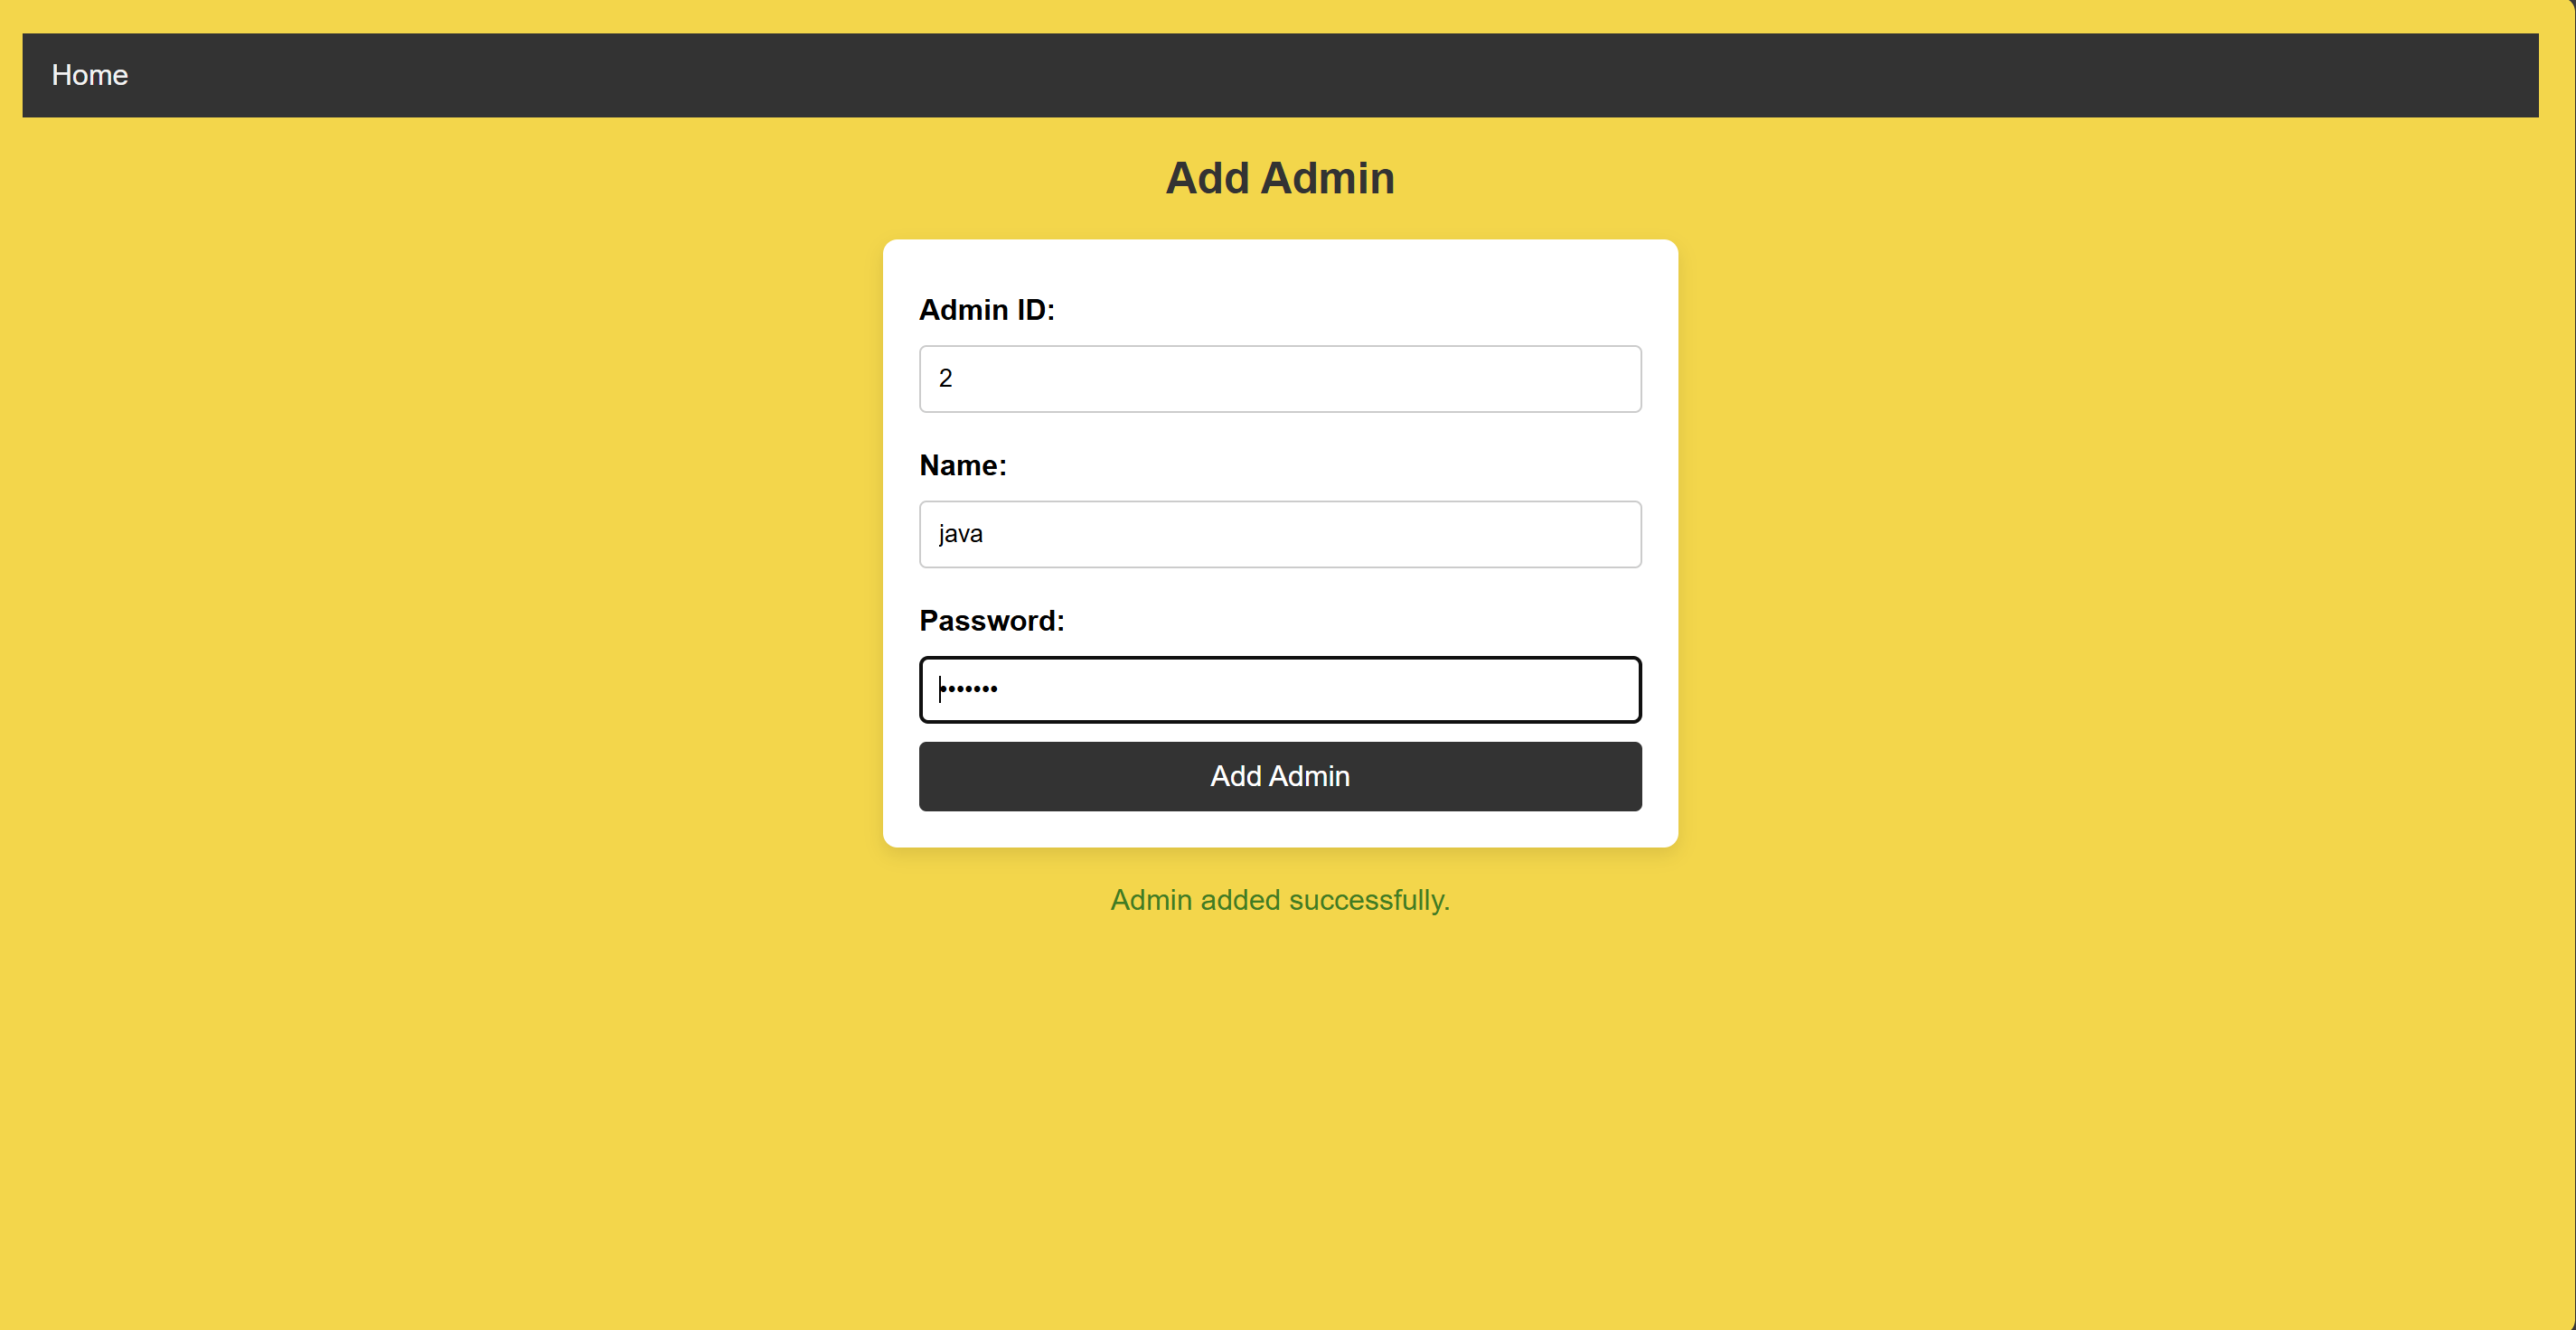 Home
Add Admin
Admin ID:
2
Name:
java
Password:
•••••••
Add Admin
Admin added successfully.